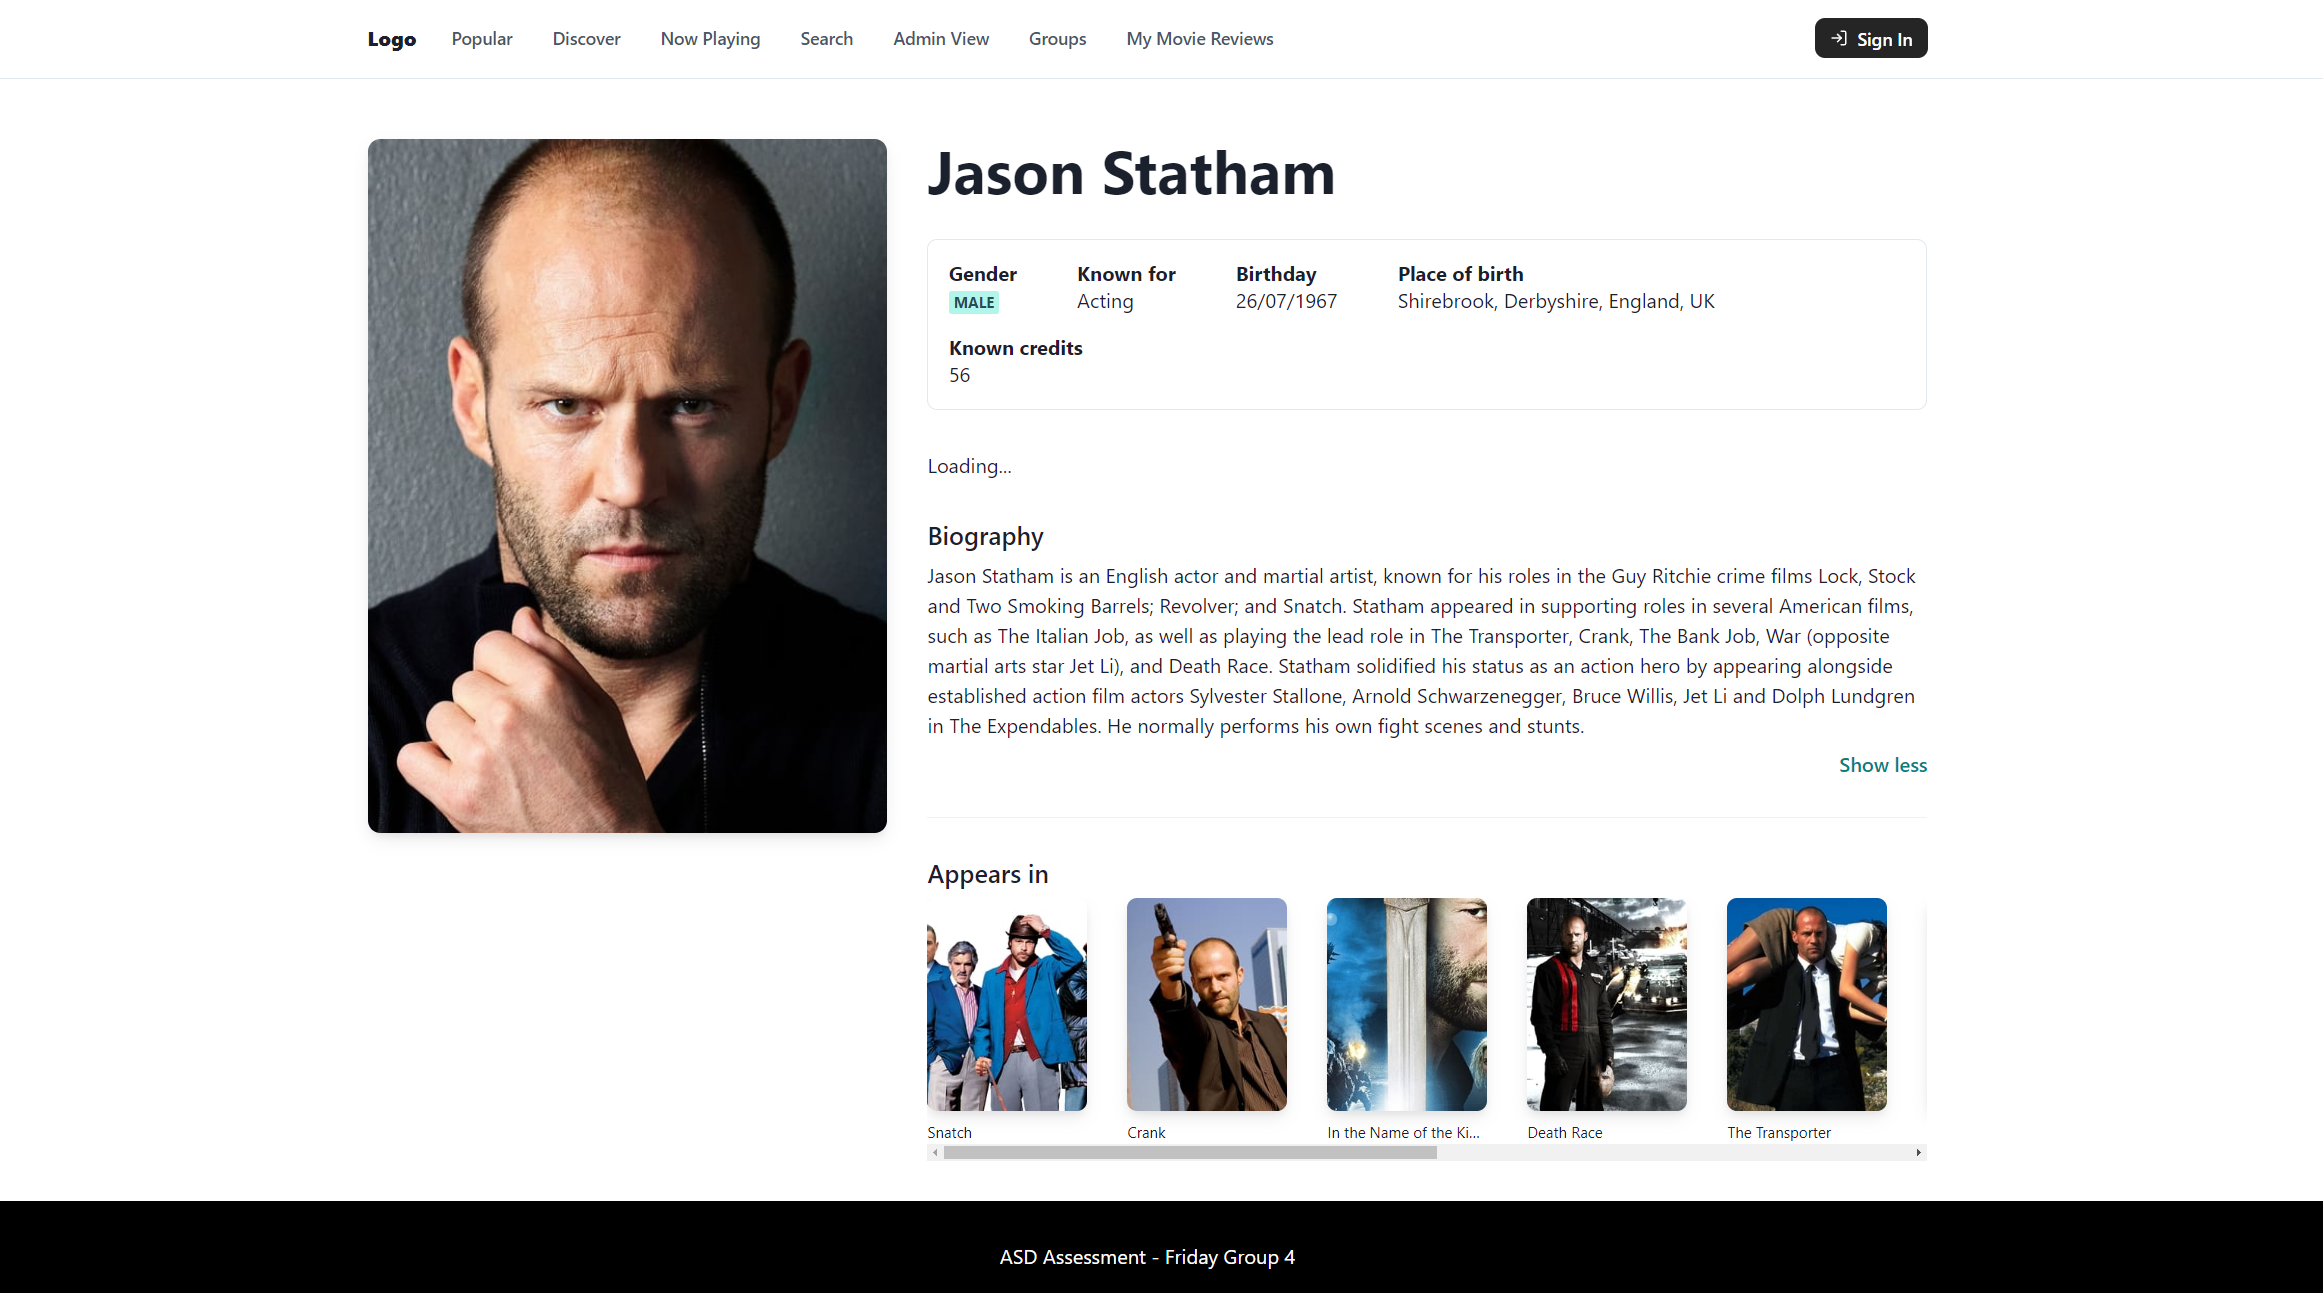 Logo
Popular
Discover
Now Playing
Search
Admin View
Groups
My Movie Reviews
Sign In
Jason Statham
Gender
MALE
Known for
Acting
Birthday
26/07/1967
Place of birth
Shirebrook, Derbyshire, England, UK
Known credits
56
Loading...
Biography
Jason Statham is an English actor and martial artist, known for his roles in the Guy Ritchie crime films Lock, Stock
and Two Smoking Barrels; Revolver; and Snatch. Statham appeared in supporting roles in several American films,
such as The Italian Job, as well as playing the lead role in The Transporter, Crank, The Bank Job, War (opposite
martial arts star Jet Li), and Death Race. Statham solidified his status as an action hero by appearing alongside
established action film actors Sylvester Stallone, Arnold Schwarzenegger, Bruce Willis, Jet Li and Dolph Lundgren
in The Expendables. He normally performs his own fight scenes and stunts.
Show less
Appears in
Snatch
Crank
In the Name of the Ki...
Death Race
The Transporter
ASD Assessment - Friday Group 4